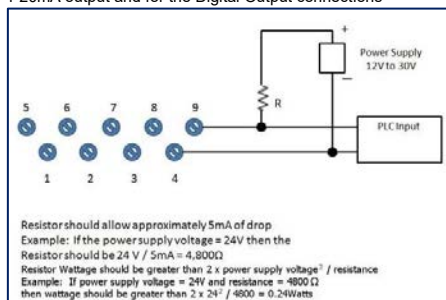 4-20mA output and for the Digital Output connections
+
Power Supply
12V to 30V
R
5 6 7 8 9
PLC Input
1 2 3 4
Resistor should allow approximately 5mA of drop
Example: If the power supply voltage = 24V then the
Resistor should be 24 V / 5mA = 4,800Ω
Resistor Wattage should be greater than 2 x power supply voltage² / resistance
Example: If power supply voltage = 24V and resistance = 4800 Ω
then wattage should be greater than 2 x 24² / 4800 = 0.24Watts